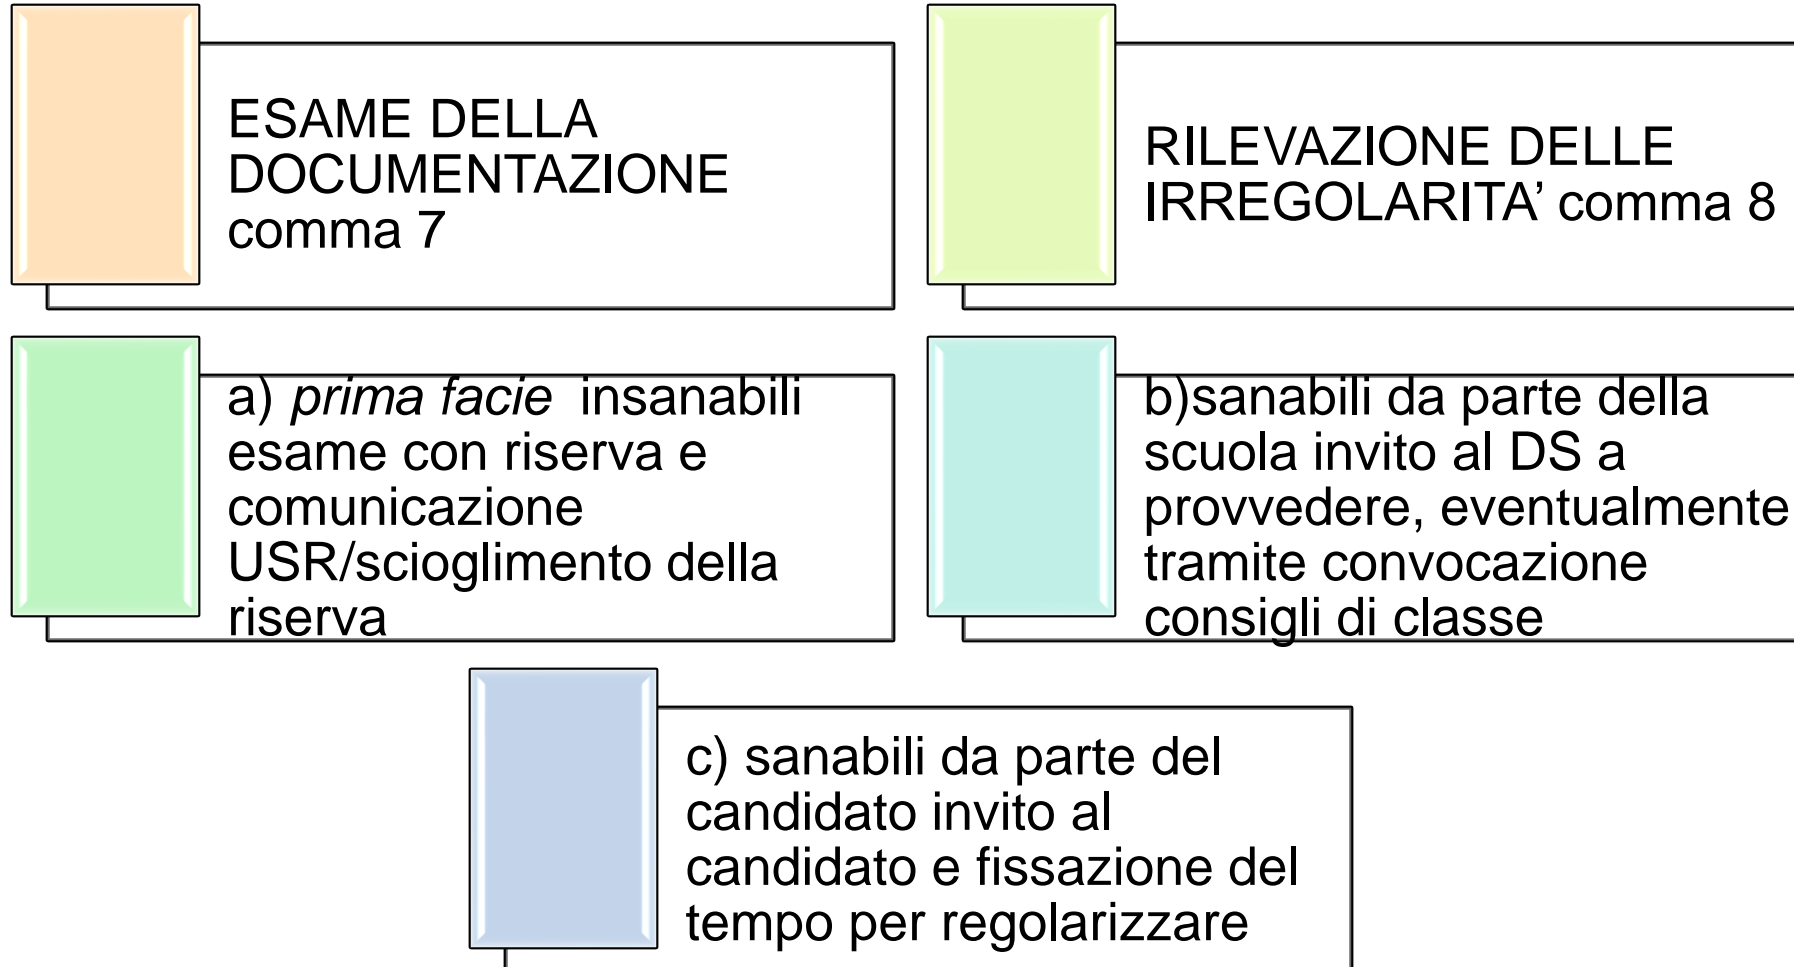 ESAME DELLA
DOCUMENTAZIONE
comma 7
RILEVAZIONE DELLE
IRREGOLARITA’ comma 8
a) prima facie insanabili
esame con riserva e
comunicazione
USR/scioglimento della
riserva
b)sanabili da parte della
scuola invito al DS a
provvedere, eventualmente
tramite convocazione
consigli di classe
c) sanabili da parte del
candidato invito al
candidato e fissazione del
tempo per regolarizzare